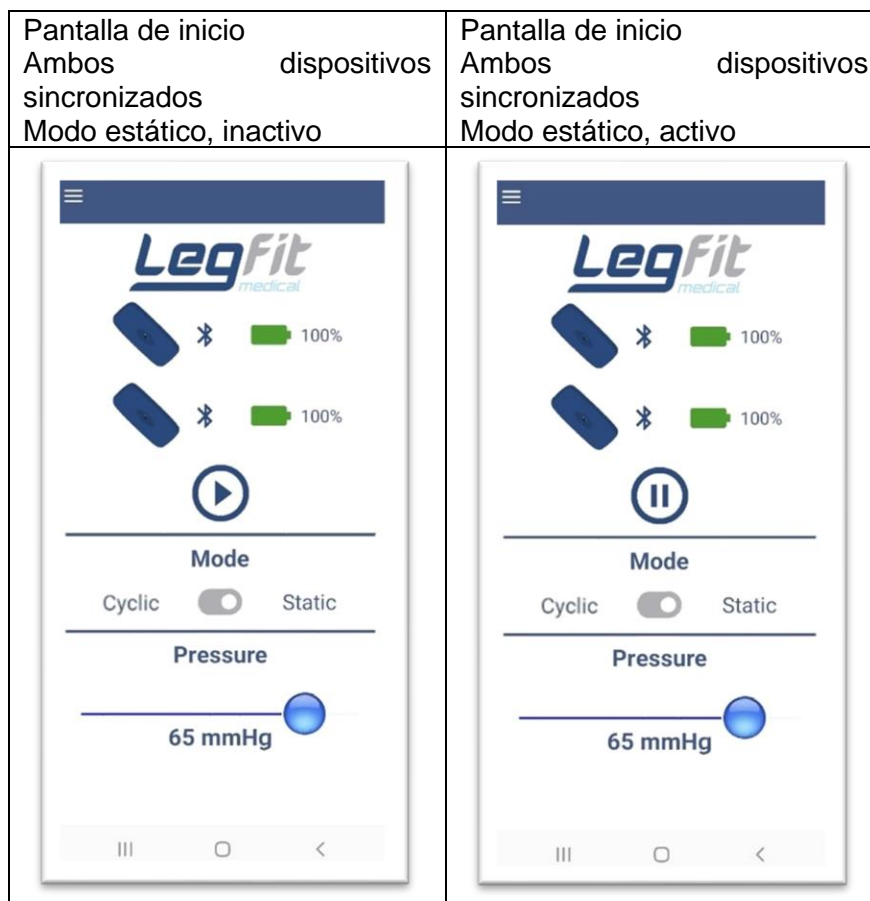 Pantalla de inicio
Ambos dispositivos
sincronizados
Modo estático, inactivo
Pantalla de inicio
Ambos dispositivos
sincronizados
Modo estático, activo
LegFit
medical
100%
100%
Mode
Cyclic Static
Pressure
65 mmHg
LegFit
medical
100%
100%
Mode
Cyclic Static
Pressure
65 mmHg